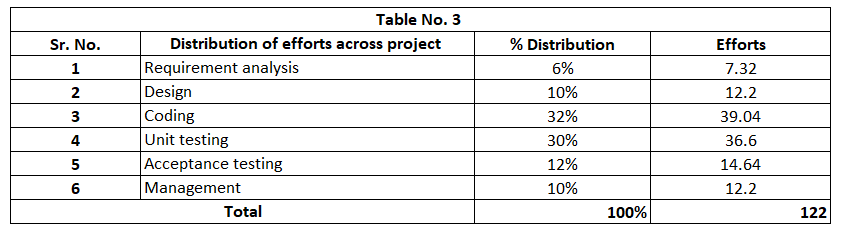 Table No. 3
Sr. No. Distribution of efforts across project % Distribution Efforts
1 Requirement analysis 6% 7.32
2 Design 10% 12.2
3 Coding 32% 39.04
4 Unit testing 30% 36.6
5 Acceptance testing 12% 14.64
6 Management 10% 12.2
Total 100% 122